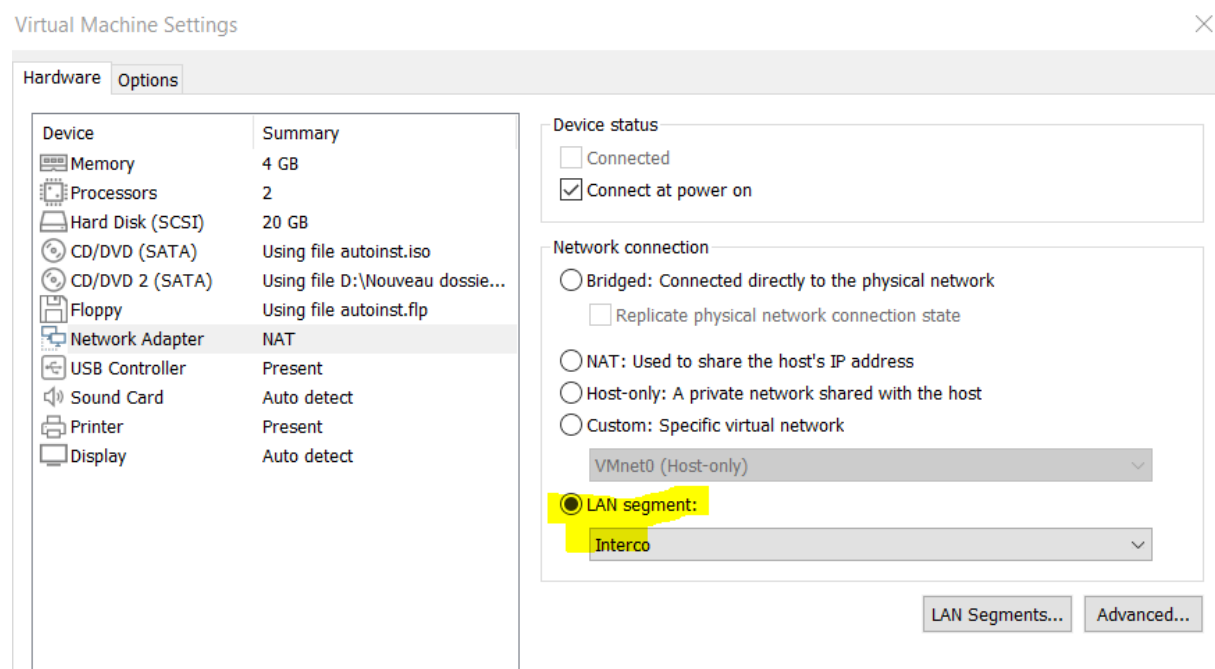 Virtual Machine Settings
Hardware Options
Device Summary
Memory 4 GB
Processors 2
Hard Disk (SCSI) 20 GB
CD/DVD (SATA) Using file autoinst.iso
CD/DVD 2 (SATA) Using file D:\Nouveau dossie...
Floppy Using file autoinst.flp
Network Adapter NAT
USB Controller Present
Sound Card Auto detect
Printer Present
Display Auto detect
Device status
Connected
Connect at power on
Network connection
Bridged: Connected directly to the physical network
Replicate physical network connection state
NAT: Used to share the host's IP address
Host-only: A private network shared with the host
Custom: Specific virtual network
VMnet0 (Host-only)
LAN segment:
Interco
LAN Segments... Advanced...